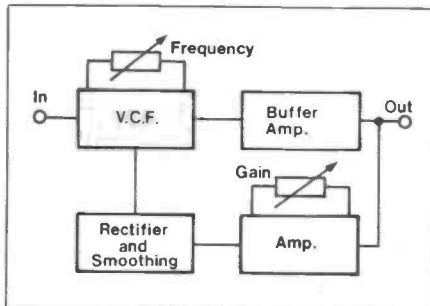 Frequency
In
V.C.F.
Buffer
Amp.
Out
Gain
Rectifier
and
Smoothing
Amp.